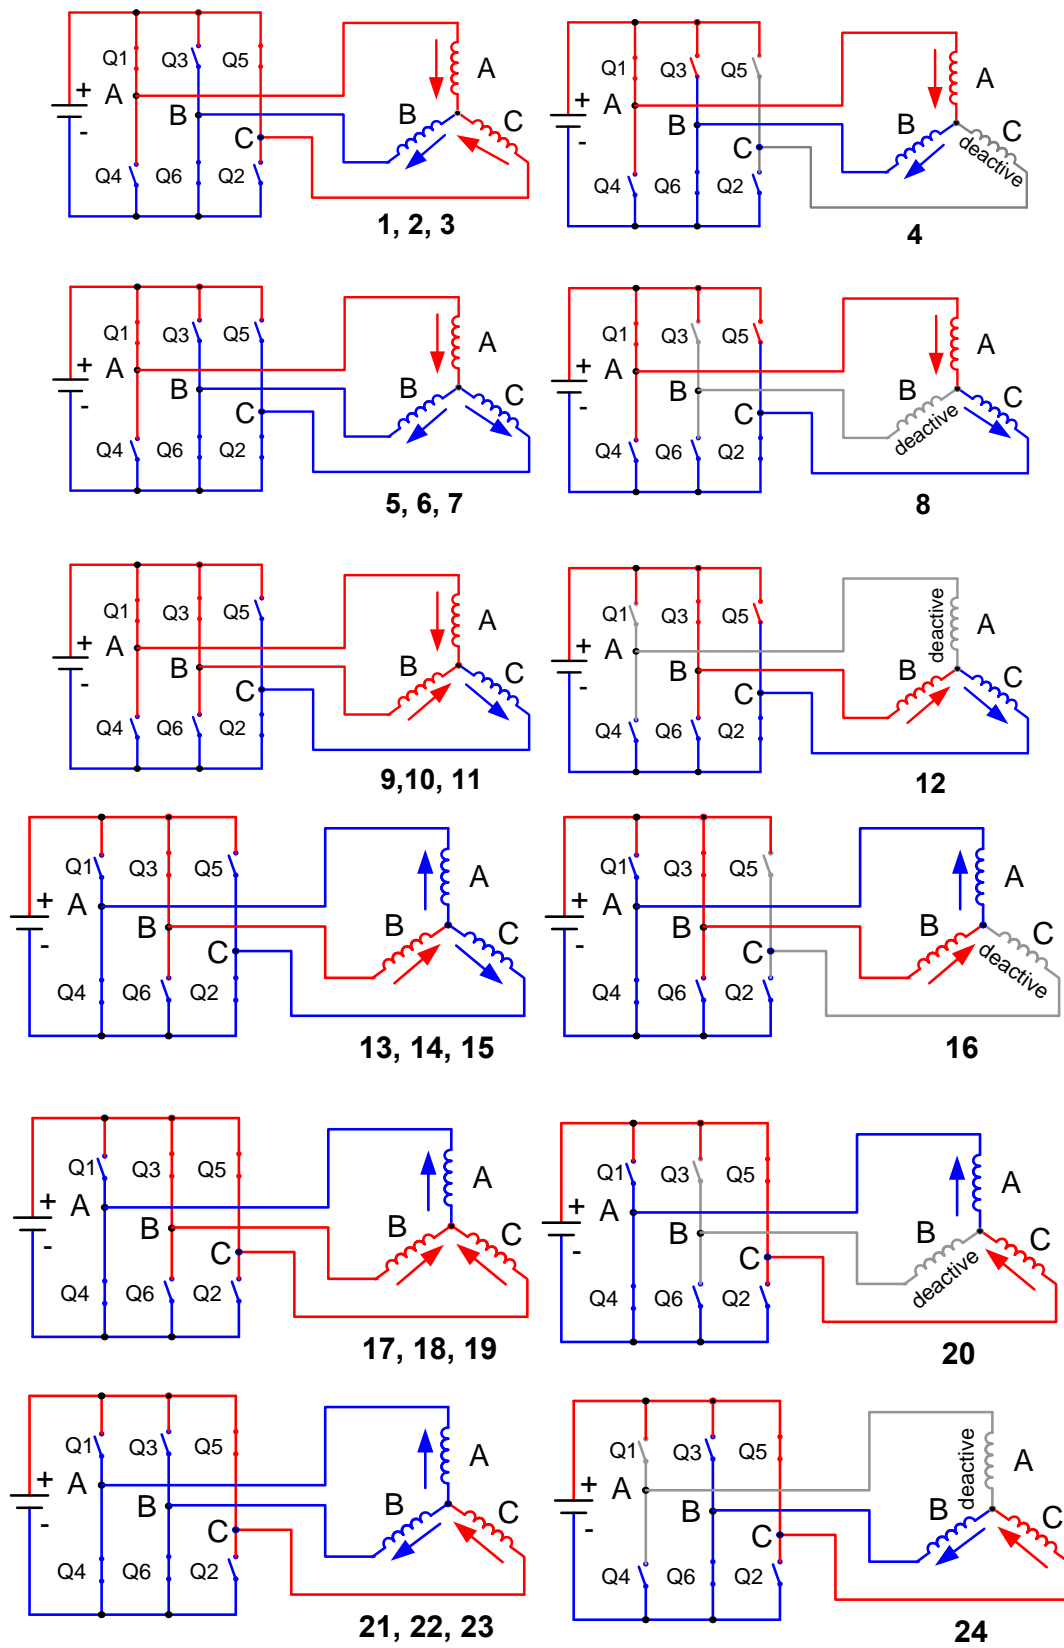 Q1 Q3 Q5
+ A B C
-
Q4 Q6 Q2
A B C
1, 2, 3
Q1 Q3 Q5
+ A B C
-
Q4 Q6 Q2
A B C
deactive
4
Q1 Q3 Q5
+ A B C
-
Q4 Q6 Q2
A B C
5, 6, 7
Q1 Q3 Q5
+ A B C
-
Q4 Q6 Q2
A B C
deactive
8
Q1 Q3 Q5
+ A B C
-
Q4 Q6 Q2
A B C
9,10, 11
Q1 Q3 Q5
+ A B C
-
Q4 Q6 Q2
deactive
A B C
12
Q1 Q3 Q5
+ A B C
-
Q4 Q6 Q2
A B C
13, 14, 15
Q1 Q3 Q5
+ A B C
-
Q4 Q6 Q2
A B C
deactive
16
Q1 Q3 Q5
+ A B C
-
Q4 Q6 Q2
A B C
17, 18, 19
Q1 Q3 Q5
+ A B C
-
Q4 Q6 Q2
A B C
deactive
20
Q1 Q3 Q5
+ A B C
-
Q4 Q6 Q2
A B C
21, 22, 23
Q1 Q3 Q5
+ A B C
-
Q4 Q6 Q2
deactive
A B C
24